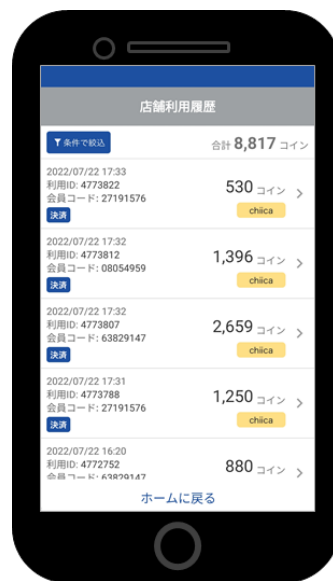 店舗利用履歴
条件で絞込
合計 8,817 コイン
2022/07/22 17:33
利用ID: 4773822
会員コード: 27191576
決済
530 コイン
chiica
2022/07/22 17:32
利用ID: 4773812
会員コード: 08054959
決済
1,396 コイン
chiica
2022/07/22 17:32
利用ID: 4773807
会員コード: 63829147
決済
2,659 コイン
chiica
2022/07/22 17:31
利用ID: 4773788
会員コード: 27191576
決済
1,250 コイン
chiica
2022/07/22 16:20
利用ID: 4772752
会員コード: 63829147
880 コイン
ホームに戻る